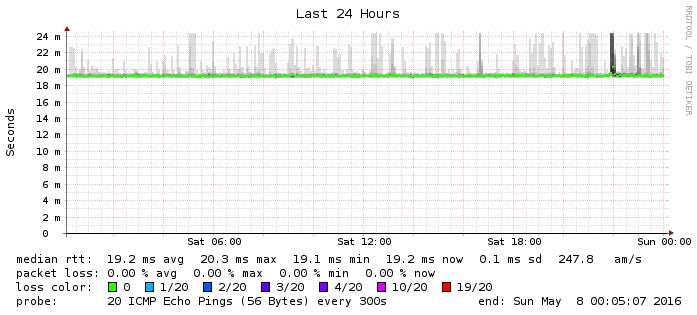 Last 24 Hours
RRDTOOL / TOBI OETIKER
Seconds
24 m
22 m
20 m
18 m
16 m
14 m
12 m
10 m
8 m
6 m
4 m
2 m
0
Sat 06:00 Sat 12:00 Sat 18:00 Sun 00:00
median rtt: 19.2 ms avg 20.3 ms max 19.1 ms min 19.2 ms now 0.1 ms sd 247.8 am/s
packet loss: 0.00 % avg 0.00 % max 0.00 % min 0.00 % now
loss color: 0 1/20 2/20 3/20 4/20 10/20 19/20
probe: 20 ICMP Echo Pings (56 Bytes) every 300s end: Sun May 8 00:05:07 2016